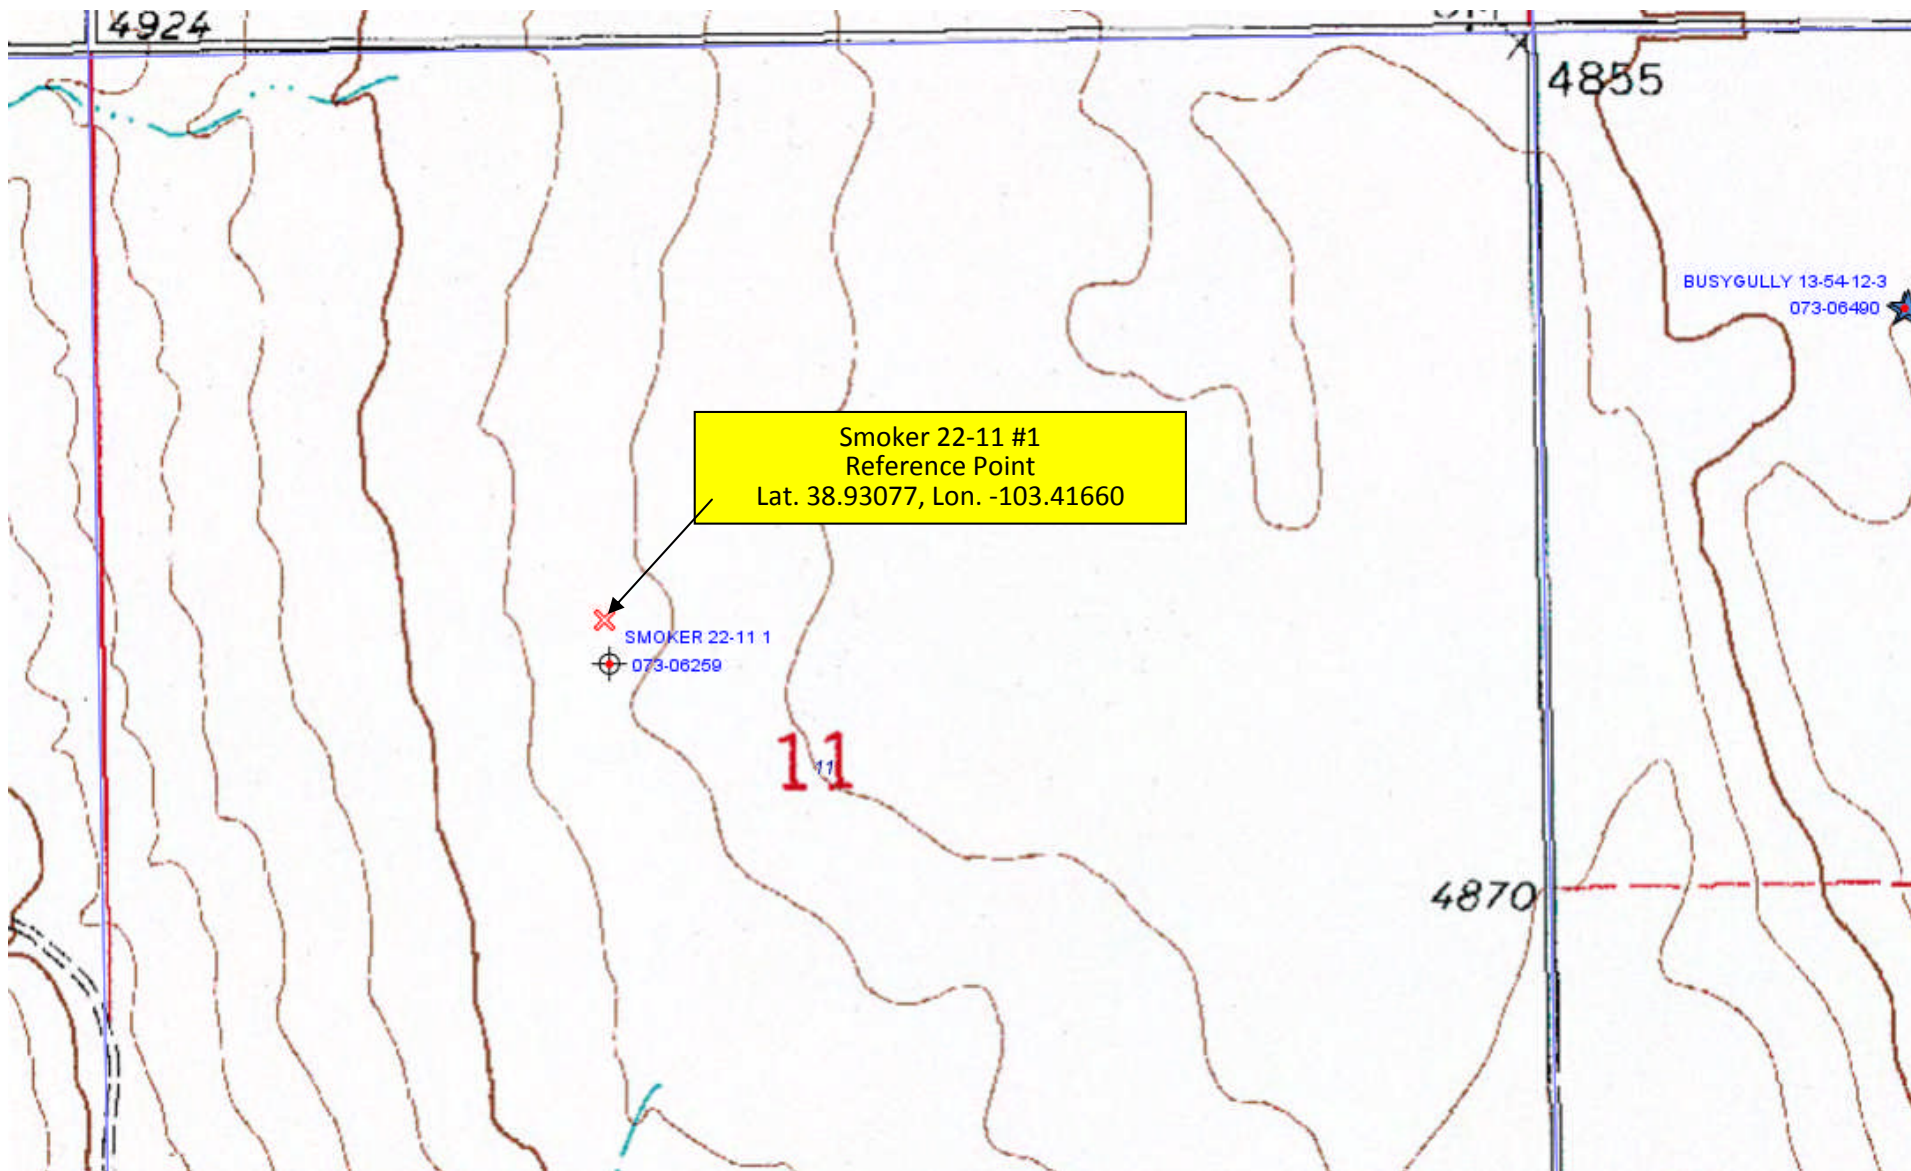 4924
4855
BUSYGULLY 13-54-12-3
073-06490
Smoker 22-11 #1
Reference Point
Lat. 38.93077, Lon. -103.41660
SMOKER 22-11 1
073-06259
11
11
4870